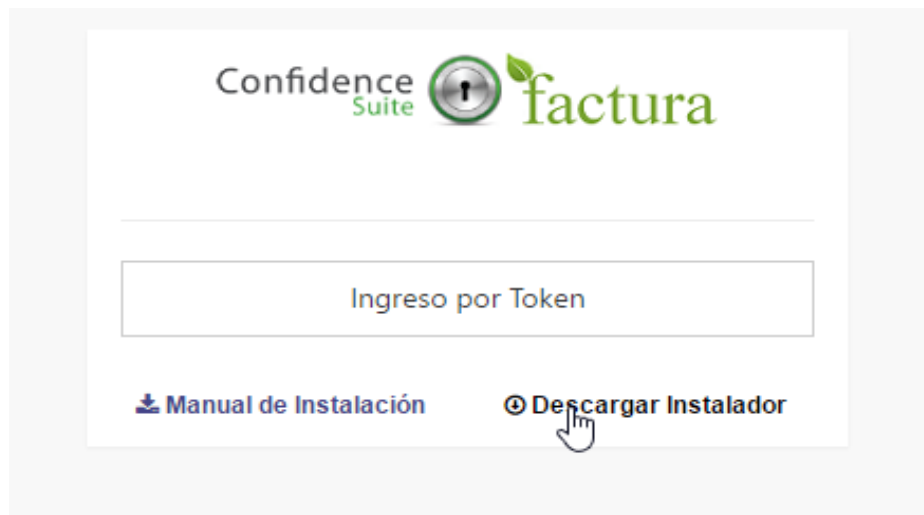 Confidence
Suite
factura
Ingreso por Token
Manual de Instalación
Descargar Instalador